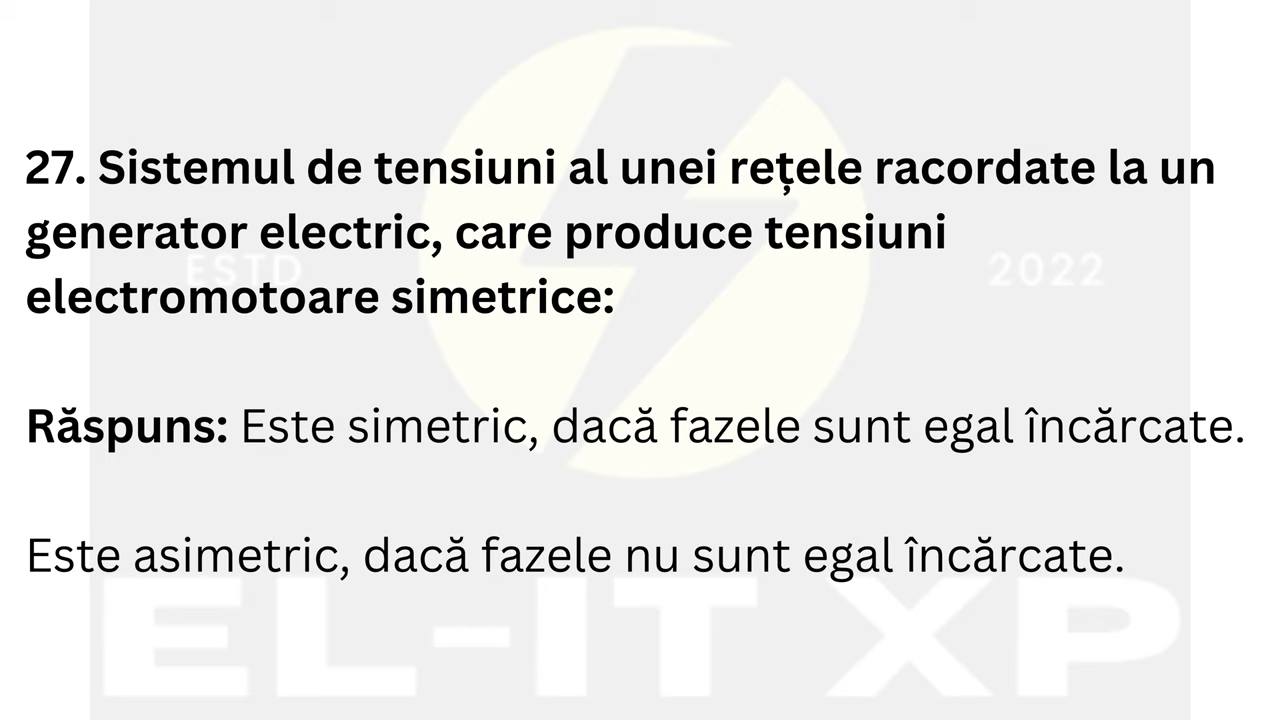 27. Sistemul de tensiuni al unei rețele racordate la un
generator electric, care produce tensiuni
electromotoare simetrice:
ESTD
2022
Răspuns: Este simetric, dacă fazele sunt egal încărcate.
Este asimetric, dacă fazele nu sunt egal încărcate.
EL-IT XP